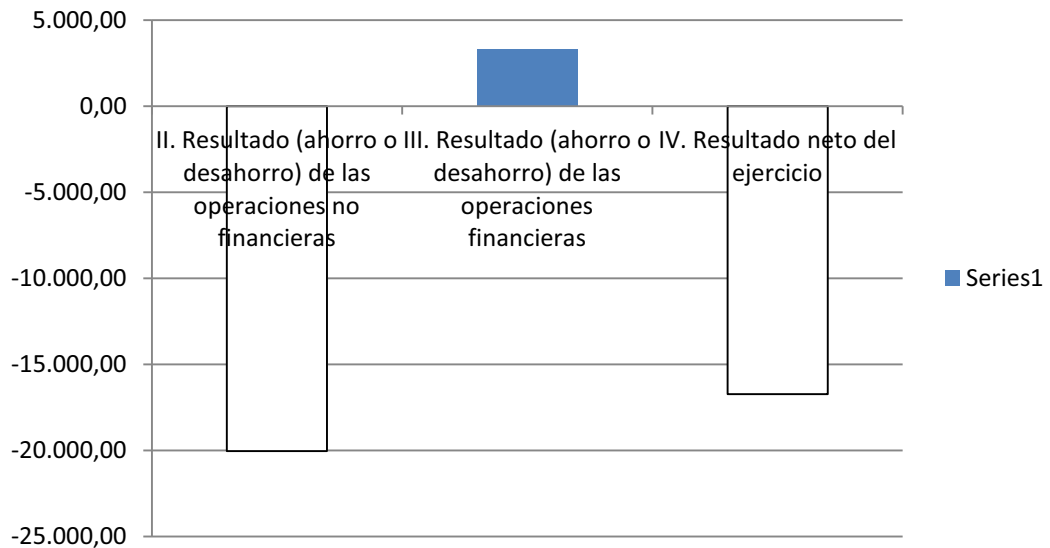 5.000,00
0,00
-5.000,00
-10.000,00
-15.000,00
-20.000,00
-25.000,00
II. Resultado (ahorro o
desahorro) de las
operaciones no
financieras
III. Resultado (ahorro o
desahorro) de las
operaciones
financieras
IV. Resultado neto del
ejercicio
Series1